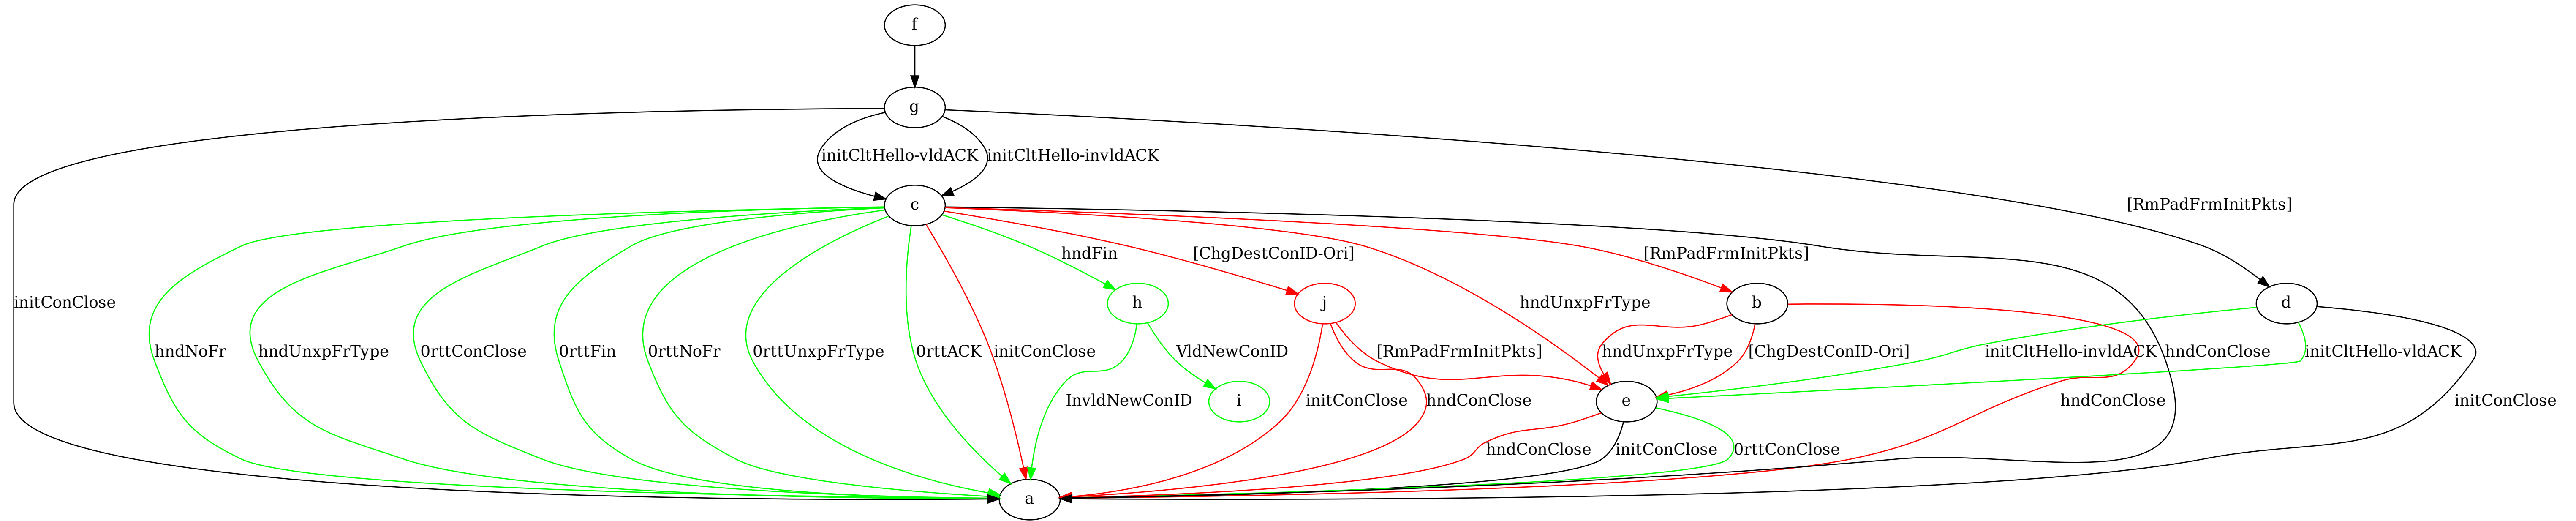 f
g
initCltHello-vldACK
initCltHello-invldACK
c
[RmPadFrmInitPkts]
hndFin
[ChgDestConID-Ori]
[RmPadFrmInitPkts]
initConClose
h
j
hndUnxpFrType
b
d
hndNoFr
hndUnxpFrType
0rttConClose
0rttFin
0rttNoFr
0rttUnxpFrType
0rttACK
initConClose
VldNewConID
[RmPadFrmInitPkts]
hndUnxpFrType
[ChgDestConID-Ori]
initCltHello-invldACK
hndConClose
initCltHello-vldACK
InvldNewConID
i
initConClose
hndConClose
e
hndConClose
initConClose
hndConClose
initConClose
0rttConClose
a